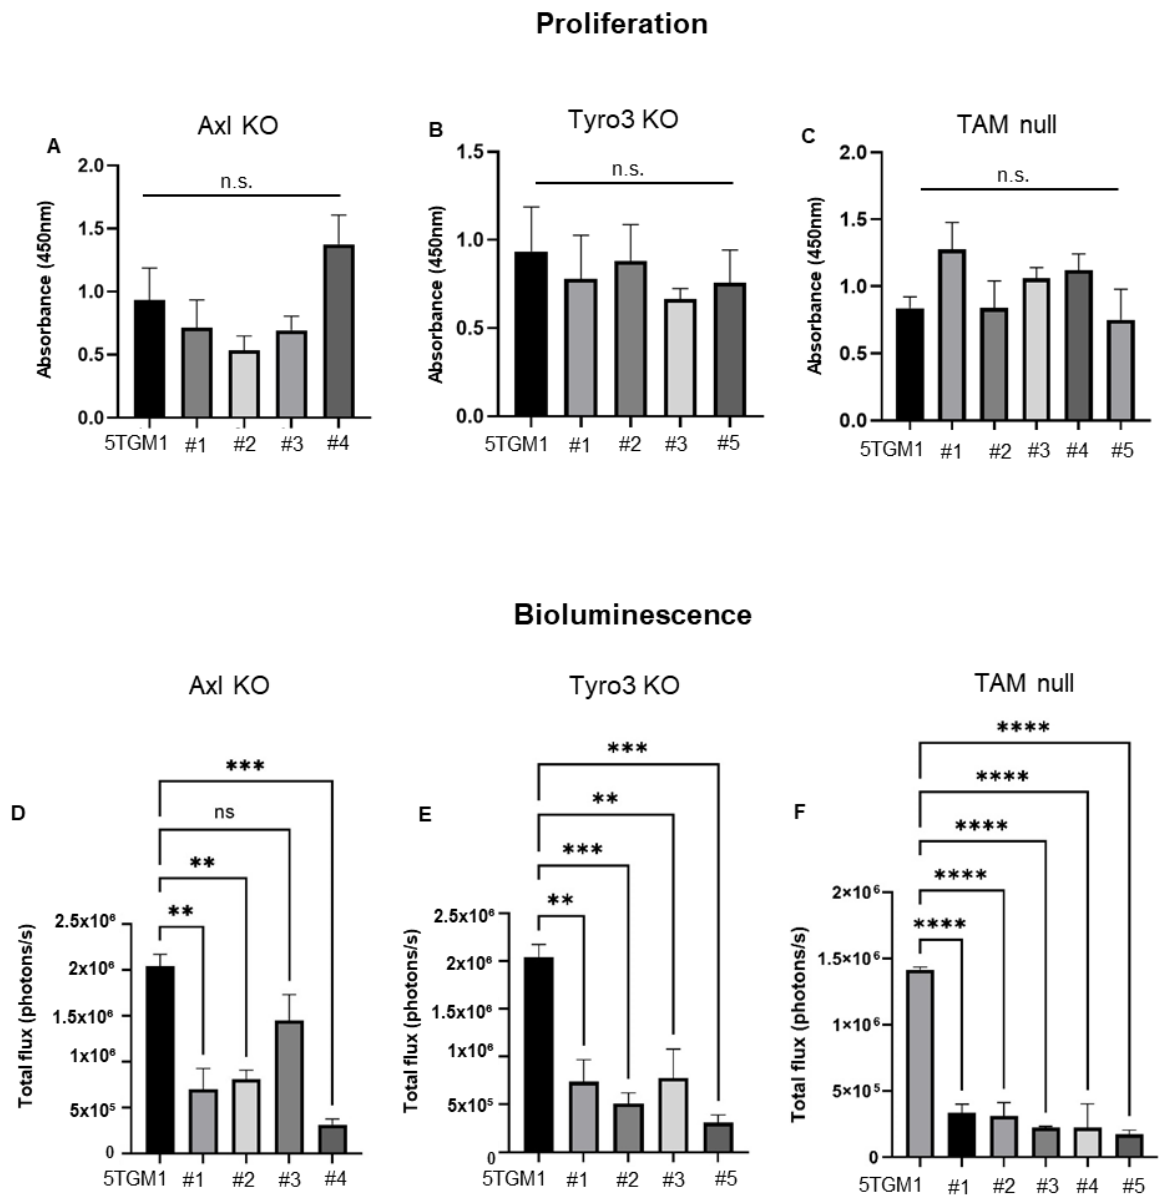 Proliferation
Axl KO
Tyro3 KO
TAM null
A
B
C
2.0
1.5
1.0
0.5
0.0
Absorbance (450nm)
n.s.
5TGM1 #1 #2 #3 #4
1.5
1.0
0.5
0.0
Absorbance (450nm)
n.s.
5TGM1 #1 #2 #3 #5
2.0
1.5
1.0
0.5
0.0
Absorbance (450nm)
n.s.
5TGM1 #1 #2 #3 #4 #5
Bioluminescence
Axl KO
Tyro3 KO
TAM null
D
E
F
***
ns
**
**
2.5x10⁶
2x10⁶
1.5x10⁶
1x10⁶
5x10⁵
0
Total flux (photons/s)
5TGM1 #1 #2 #3 #4
***
**
***
**
2.5x10⁶
2x10⁶
1.5x10⁶
1x10⁶
5x10⁵
0
Total flux (photons/s)
5TGM1 #1 #2 #3 #5
****
****
****
****
****
2×10⁶
1.5×10⁶
1×10⁶
5×10⁵
0
Total flux (photons/s)
5TGM1 #1 #2 #3 #4 #5